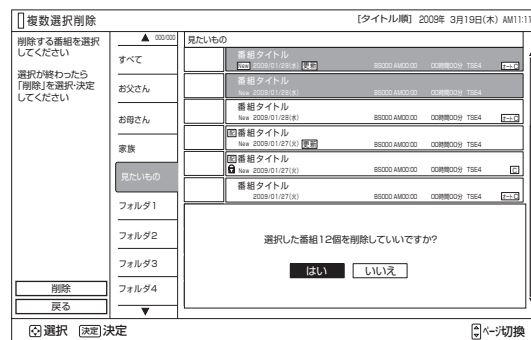 複数選択削除
[タイトル順] 2009年 3月19日(木) AM11:11
削除する番組を選択
してください
選択が終わったら
「削除」を選択・決定
してください
削除
戻る
▲ 000/000
すべて
お父さん
お母さん
家族
見たいもの
フォルダ1
フォルダ2
フォルダ3
フォルダ4
▼
見たいもの
番組タイトル
New 2009/01/28(水) 更新 BS000 AM00:00 00時間00分 TSE4 オートD
番組タイトル
New 2009/01/28(水) BS000 AM00:00 00時間00分 TSE4
番組タイトル
New 2009/01/28(水) BS000 AM00:00 00時間00分 TSE4
番組タイトル
New 2009/01/27(火) 更新 BS000 AM00:00 00時間00分 TSE4
番組タイトル
New 2009/01/27(火) BS000 AM00:00 00時間00分 TSE4
番組タイトル
2009/01/27(火) BS000 AM00:00 00時間00分 TSE4
選択した番組12個を削除していいですか?
はい いいえ
選択 決定 決定
ページ切換